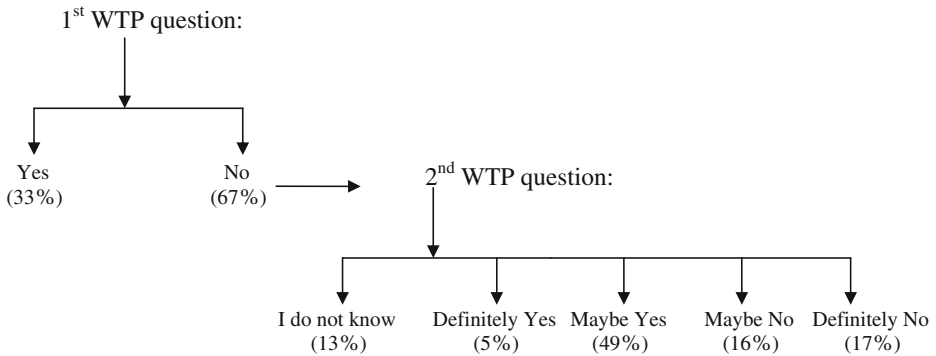 1st WTP question:
Yes
(33%)
No
(67%)
2nd WTP question:
I do not know
(13%)
Definitely Yes
(5%)
Maybe Yes
(49%)
Maybe No
(16%)
Definitely No
(17%)